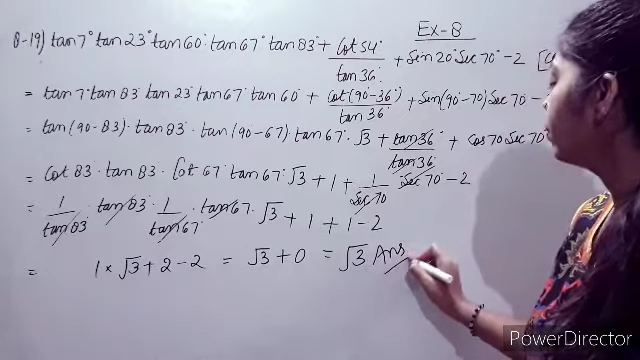 Ex-8
8-19) tan7° tan23° tan60° tan67° tan83° + cot54°/tan36° + Sin20° Sec70° - 2
= tan7° tan83° tan23° tan67° tan60° + cot(90-36°)/tan36° + Sin(90-70) Sec70° -
= tan(90-83)· tan83° · tan(90-67)· tan67° · √3 + tan36°/tan36° + cos70 Sec70°
= cot83 · tan83 · Cot67° tan67° √3 + 1 + 1/Sec70 · Sec70° - 2
= 1/tan83 · tan83 · 1/tan67° · tan67 · √3 + 1 + 1 - 2
= 1 × √3 + 2 - 2 = √3 + 0 = √3 Ans
POWERED BY
PowerDirector